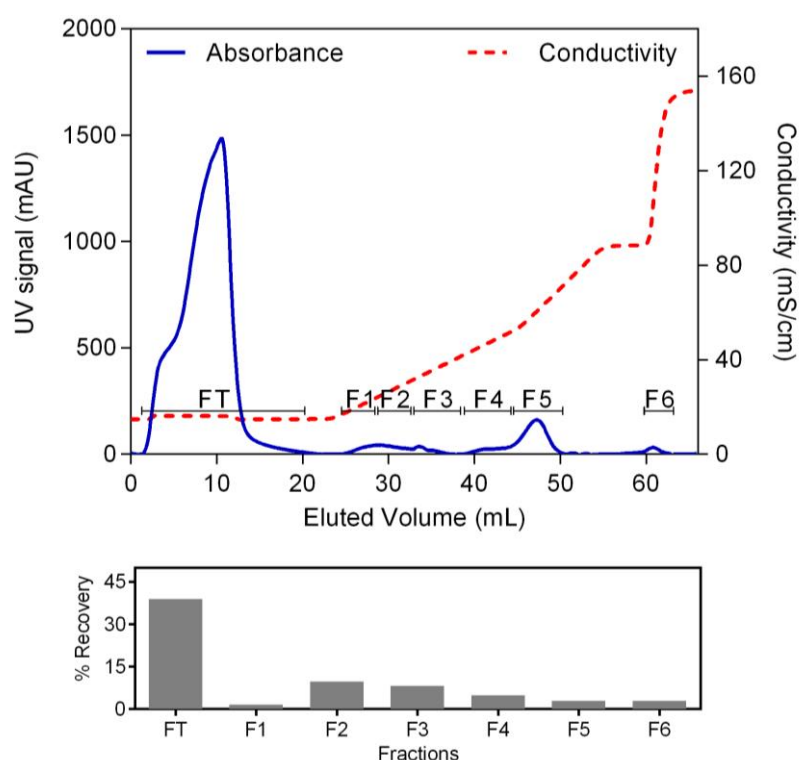 Absorbance
Conductivity
2000
1500
1000
500
0
UV signal (mAU)
160
120
80
40
0
Conductivity (mS/cm)
FT
F1
F2
F3
F4
F5
F6
0
10
20
30
40
50
60
Eluted Volume (mL)
45
30
15
0
% Recovery
FT
F1
F2
F3
F4
F5
F6
Fractions